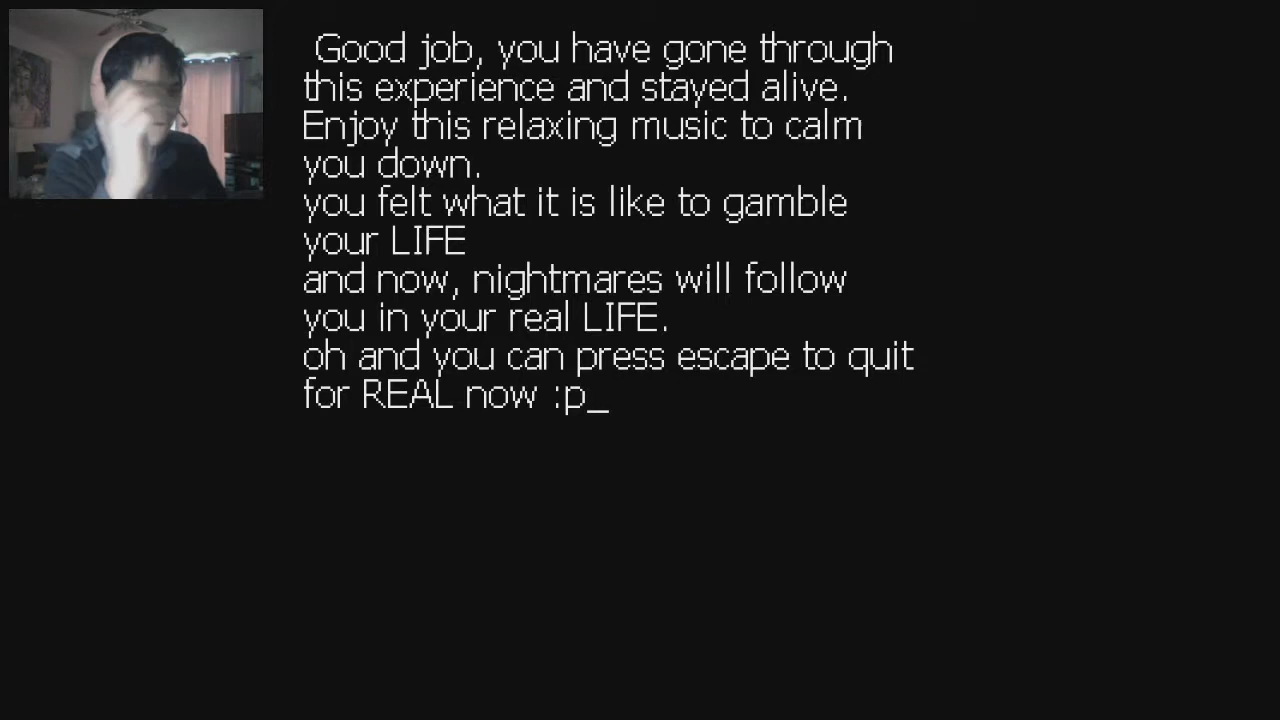 Good job, you have gone through
this experience and stayed alive.
Enjoy this relaxing music to calm
you down.
you felt what it is like to gamble
your LIFE
and now, nightmares will follow
you in your real LIFE.
oh and you can press escape to quit
for REAL now :p_